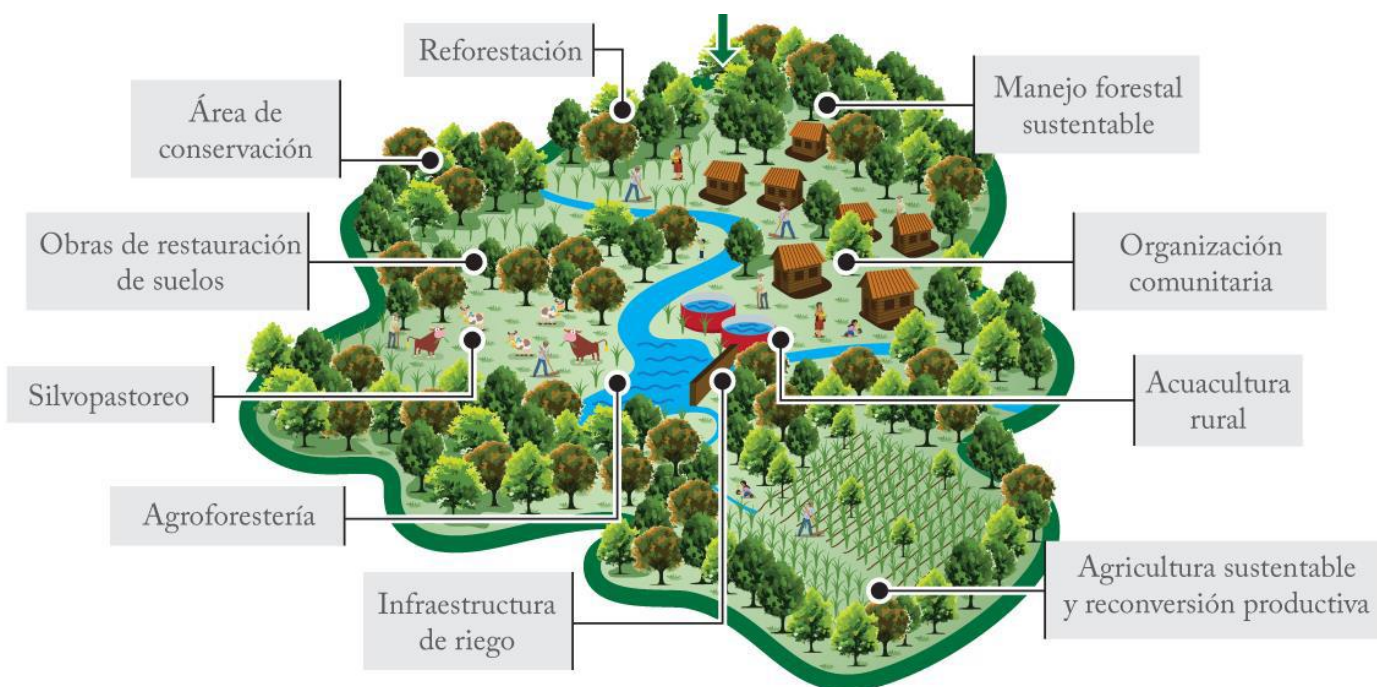 Reforestación
Manejo forestal
sustentable
Área de
conservación
Obras de restauración
de suelos
Organización
comunitaria
Silvopastoreo
Acuacultura
rural
Agroforestería
Infraestructura
de riego
Agricultura sustentable
y reconversión productiva